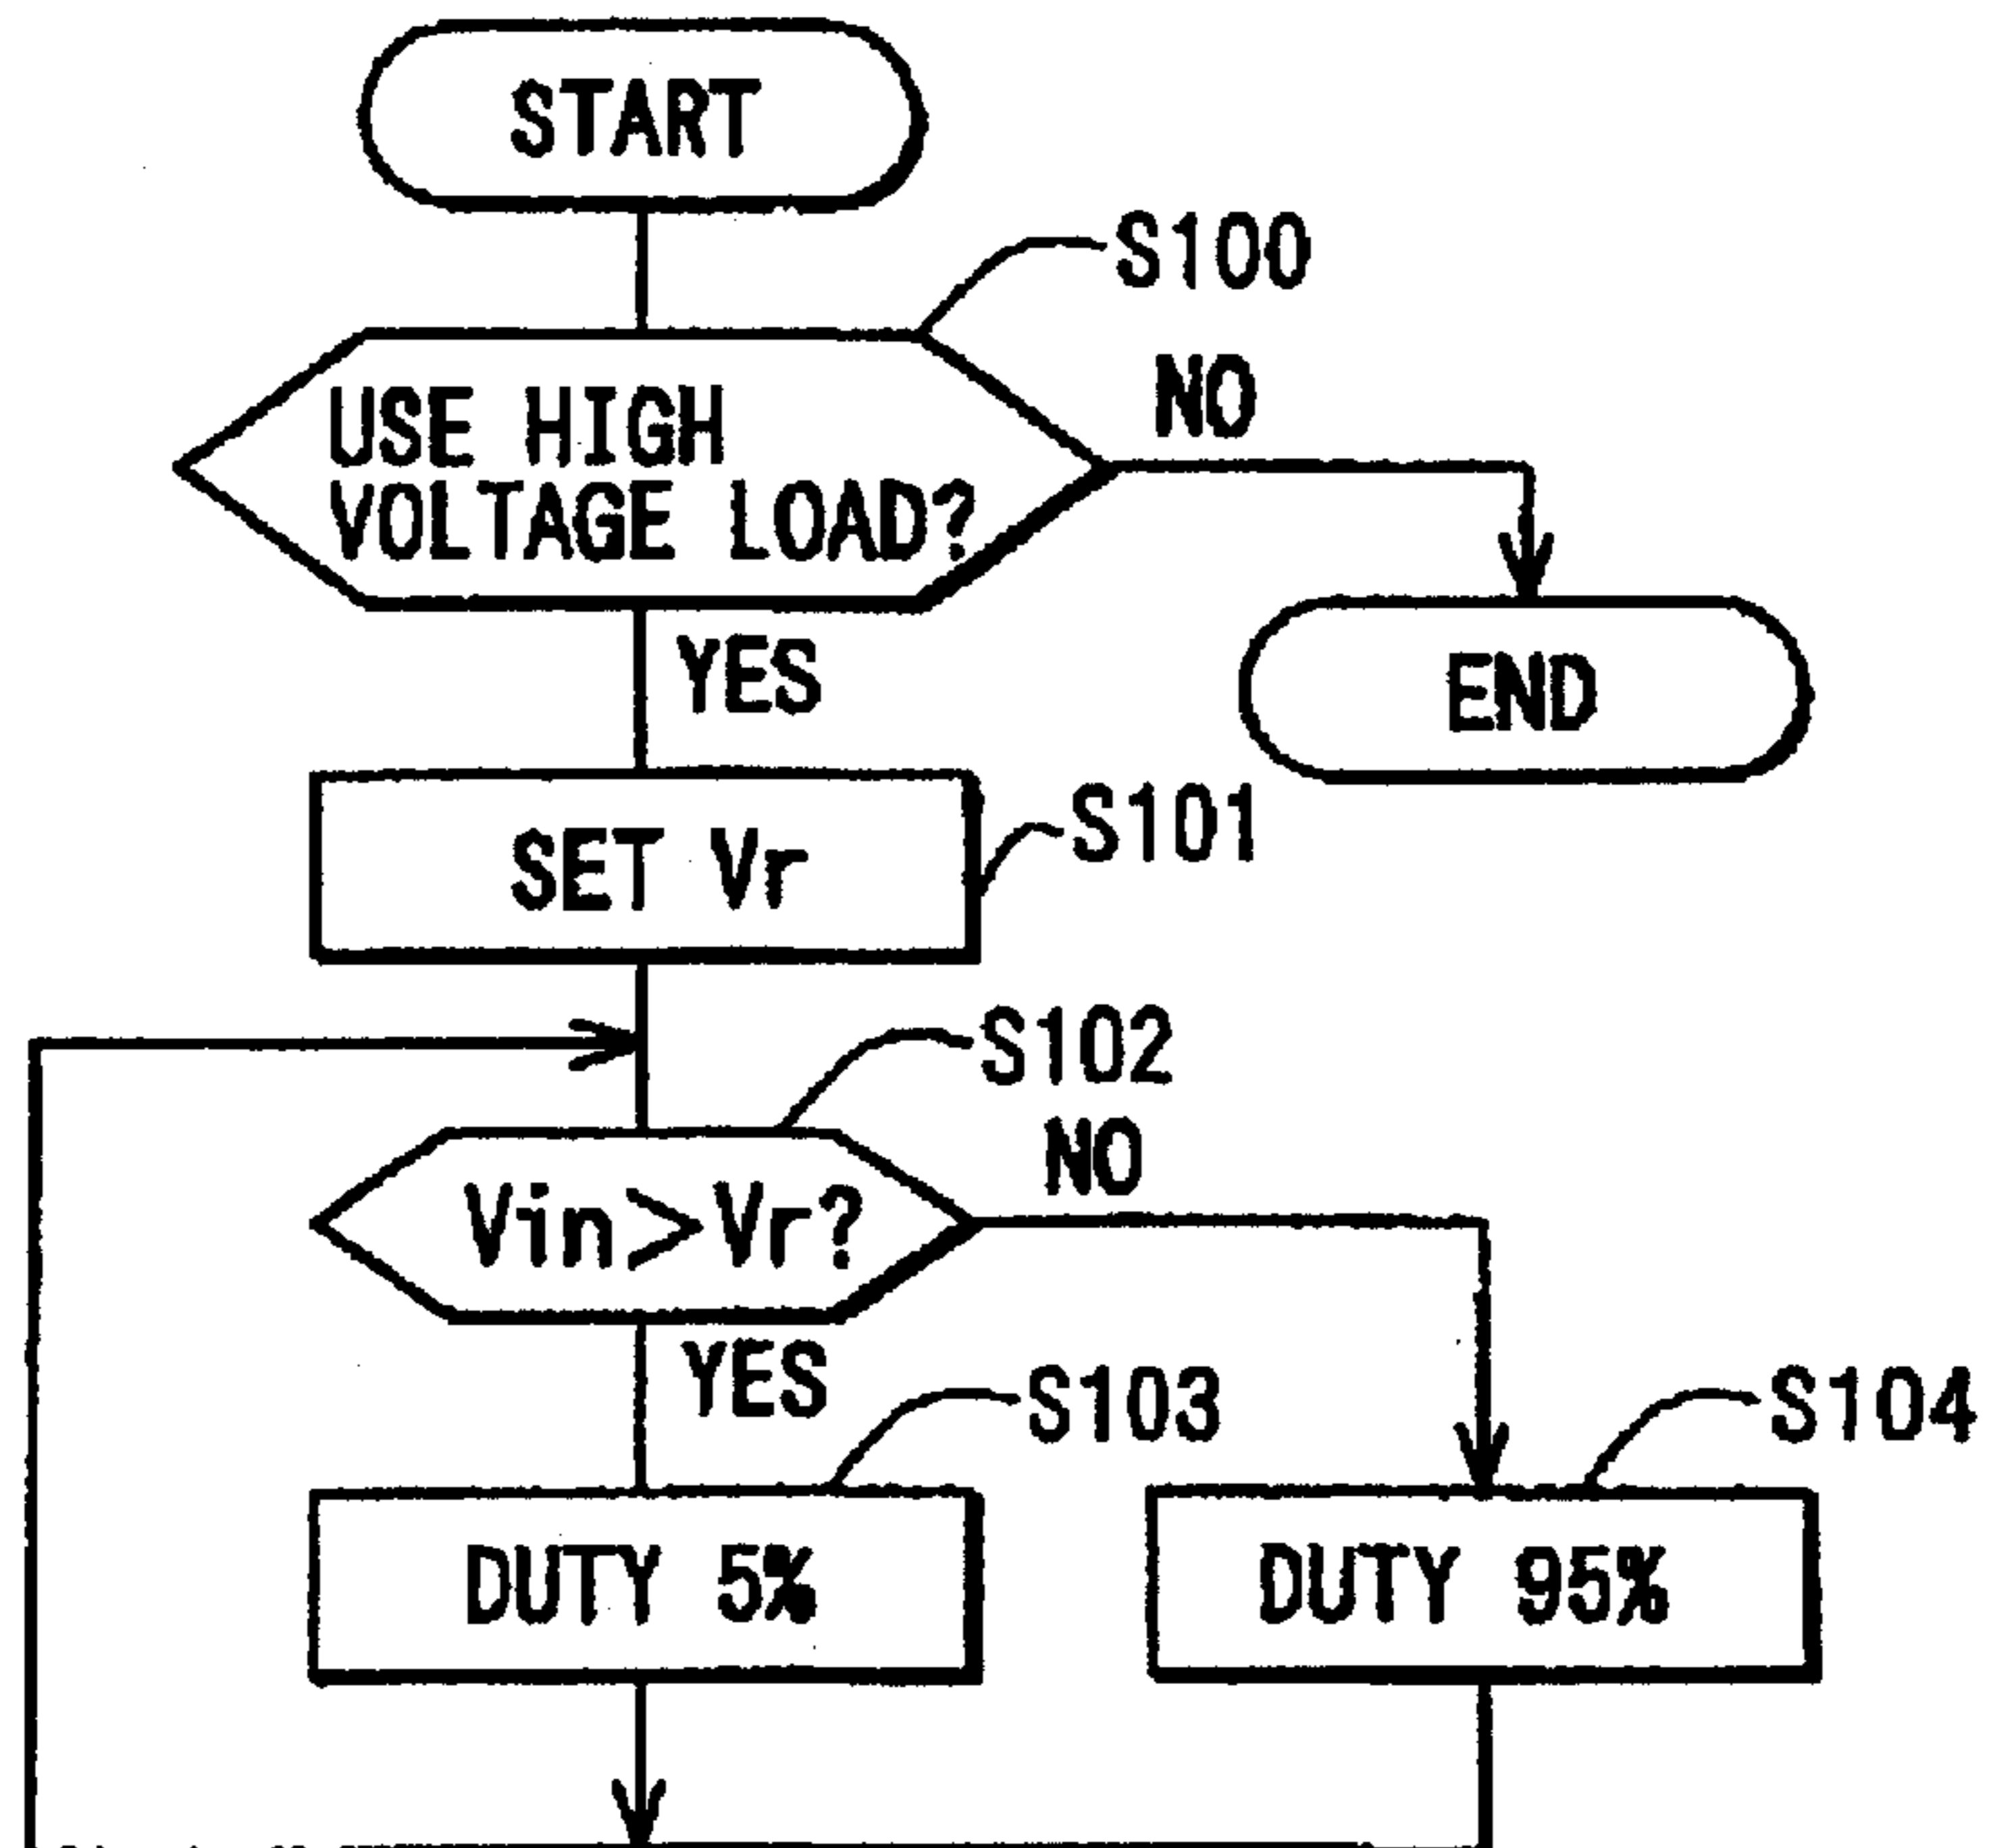 START
S100
NO
USE HIGH
VOLTAGE LOAD?
YES
END
SET Vr
S101
S102
NO
Vin>Vr?
YES
S103
S104
DUTY 5%
DUTY 95%